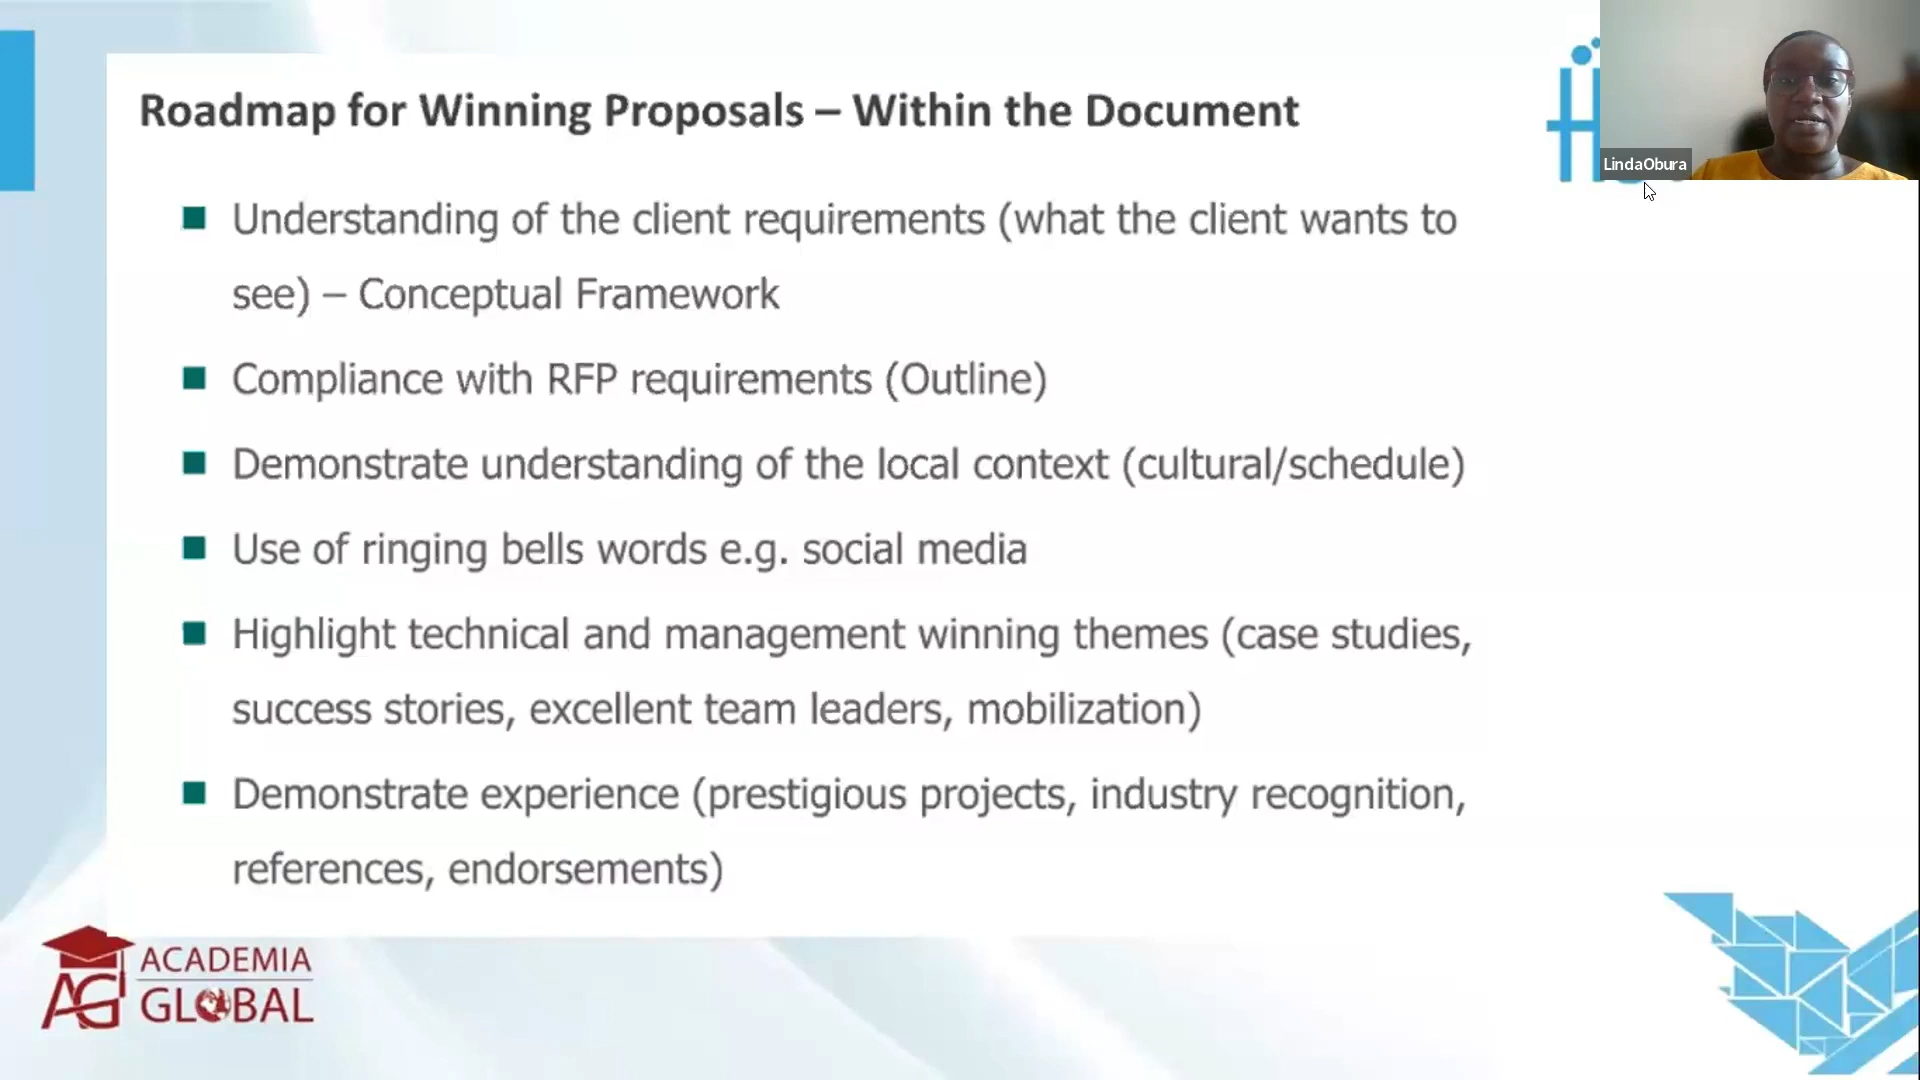 Roadmap for Winning Proposals – Within the Document
LindaObura
■ Understanding of the client requirements (what the client wants to
see) – Conceptual Framework
■ Compliance with RFP requirements (Outline)
■ Demonstrate understanding of the local context (cultural/schedule)
■ Use of ringing bells words e.g. social media
■ Highlight technical and management winning themes (case studies,
success stories, excellent team leaders, mobilization)
■ Demonstrate experience (prestigious projects, industry recognition,
references, endorsements)
AG
ACADEMIA
GLOBAL